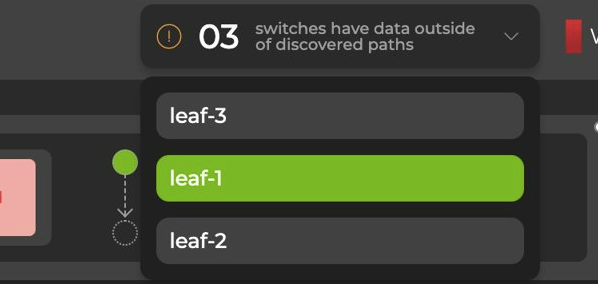 03
switches have data outside
of discovered paths
leaf-3
leaf-1
leaf-2